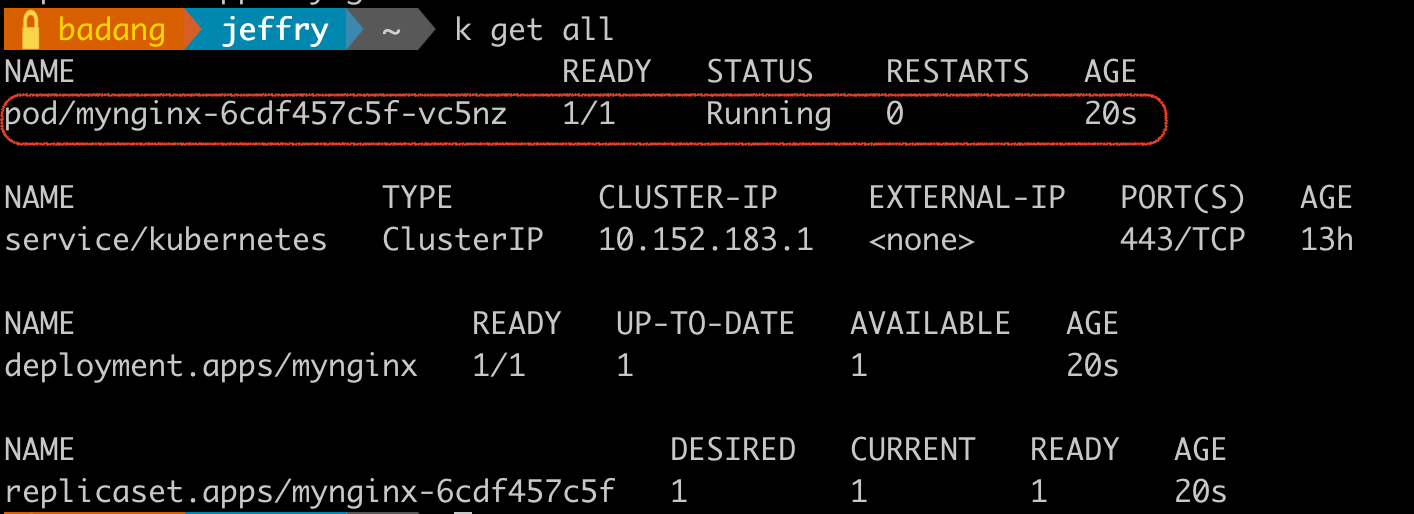 badang jeffry ~ k get all
NAME READY STATUS RESTARTS AGE
pod/mynginx-6cdf457c5f-vc5nz 1/1 Running 0 20s
NAME TYPE CLUSTER-IP EXTERNAL-IP PORT(S) AGE
service/kubernetes ClusterIP 10.152.183.1 <none> 443/TCP 13h
NAME READY UP-TO-DATE AVAILABLE AGE
deployment.apps/mynginx 1/1 1 1 20s
NAME DESIRED CURRENT READY AGE
replicaset.apps/mynginx-6cdf457c5f 1 1 1 20s